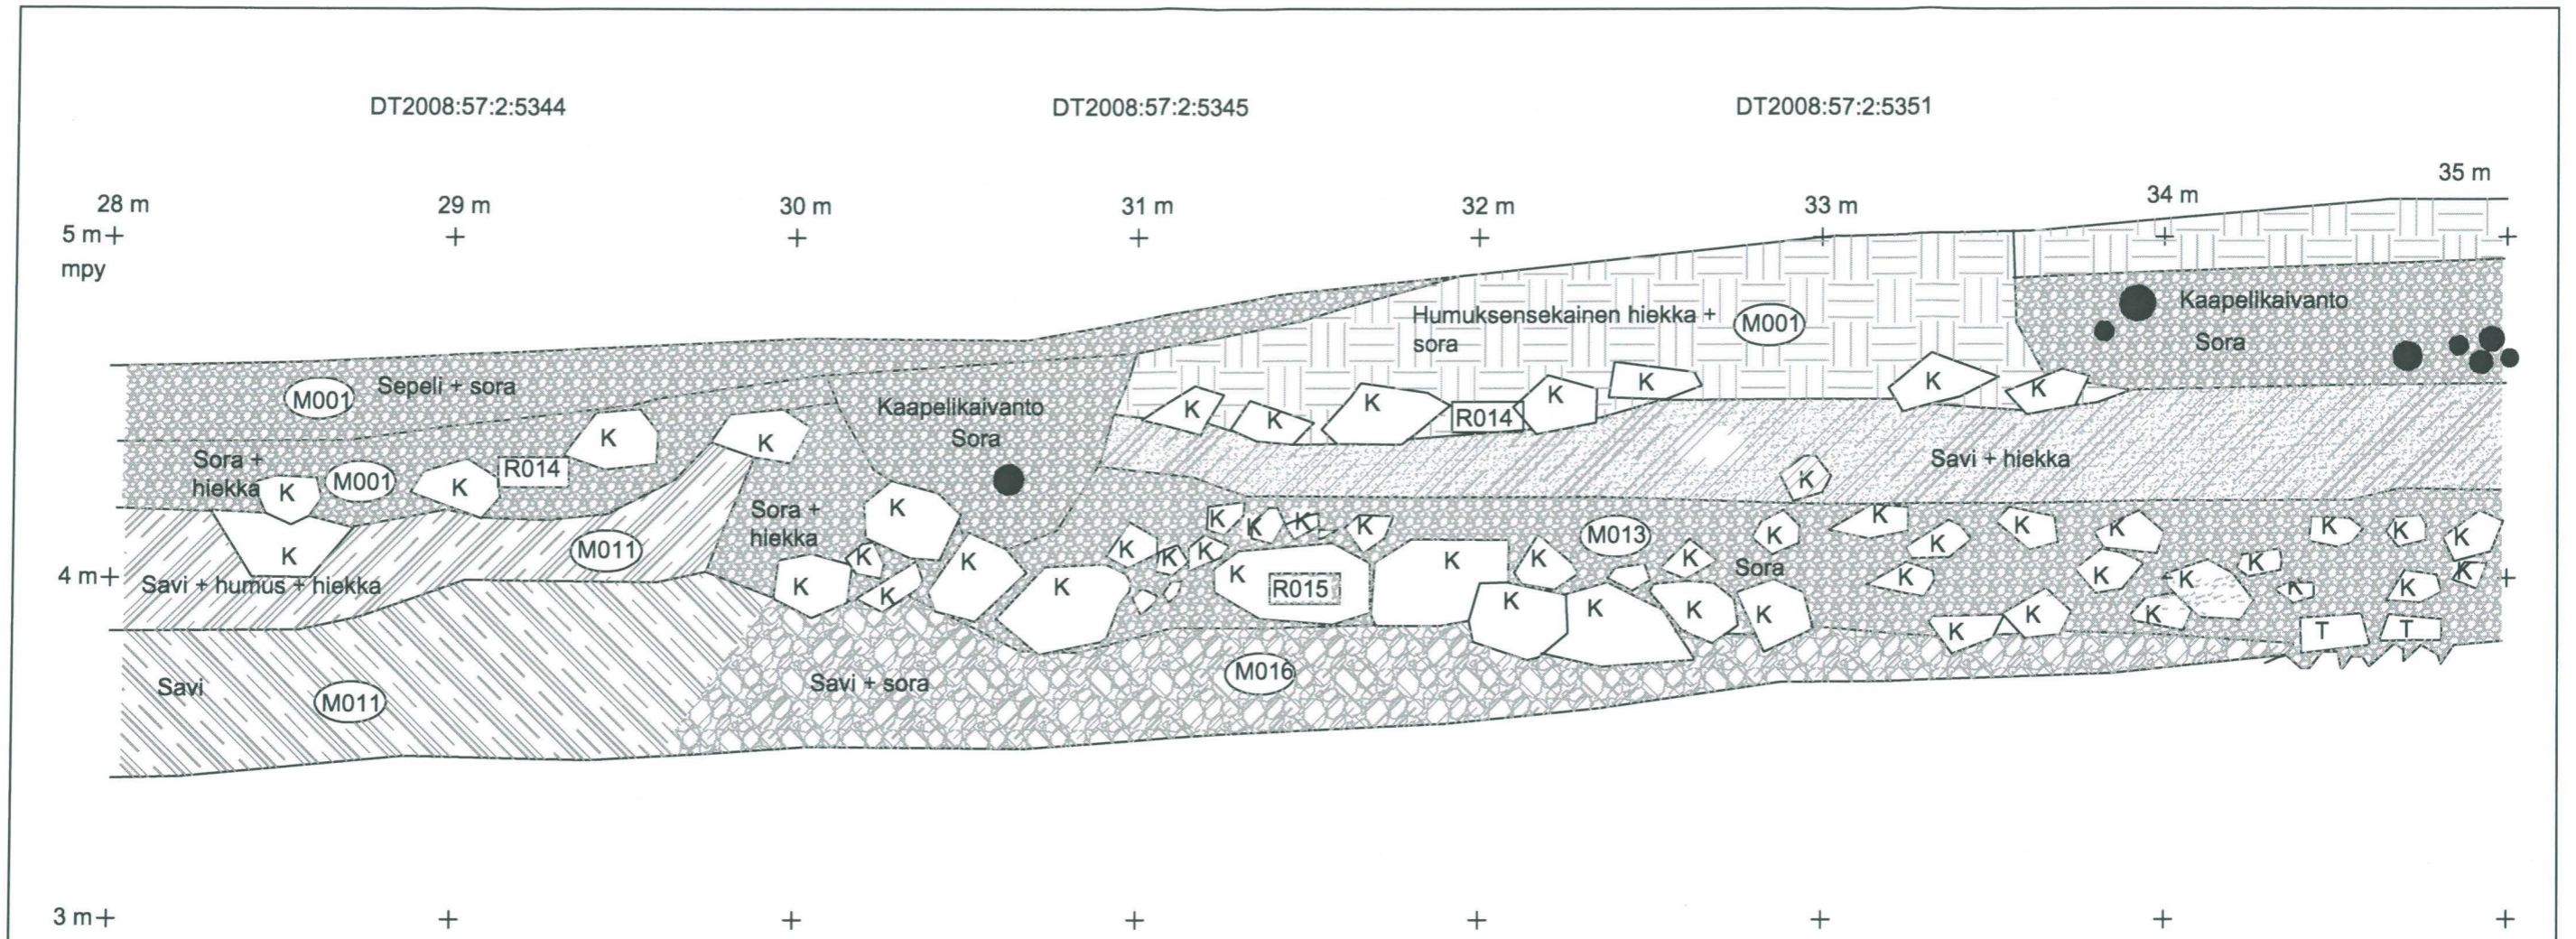 DT2008:57:2:5344 DT2008:57:2:5345 DT2008:57:2:5351
28 m 29 m 30 m 31 m 32 m 33 m 34 m 35 m
5 m
mpy
Humuksensekainen hiekka +
sora
M001
Kaapelikaivanto
Sora
M001
Sepeli + sora
Kaapelikaivanto
Sora
K K K K K K K
R014
K K
Sora +
hiekka
M001
R014
K K
Savi + hiekka
K
Sora +
hiekka
K
K K K K K
M013
K K K K K K K K
K
M011
K K K K K K K
Sora
K K
4 m
Savi + humus + hiekka
K K K K K
R015
K K K K K K K K K
K K K K K K K
T T
Savi
M011
Savi + sora
M016
3 m